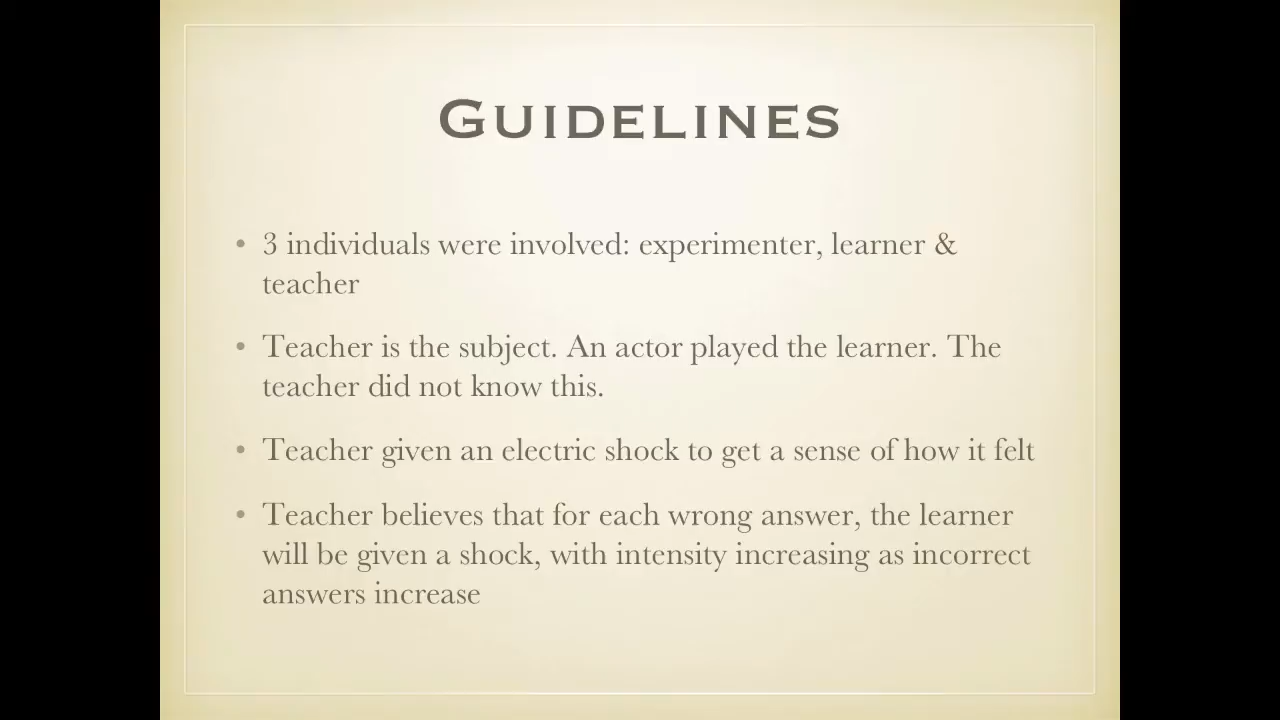 GUIDELINES
• 3 individuals were involved: experimenter, learner &
teacher
• Teacher is the subject. An actor played the learner. The
teacher did not know this.
• Teacher given an electric shock to get a sense of how it felt
• Teacher believes that for each wrong answer, the learner
will be given a shock, with intensity increasing as incorrect
answers increase